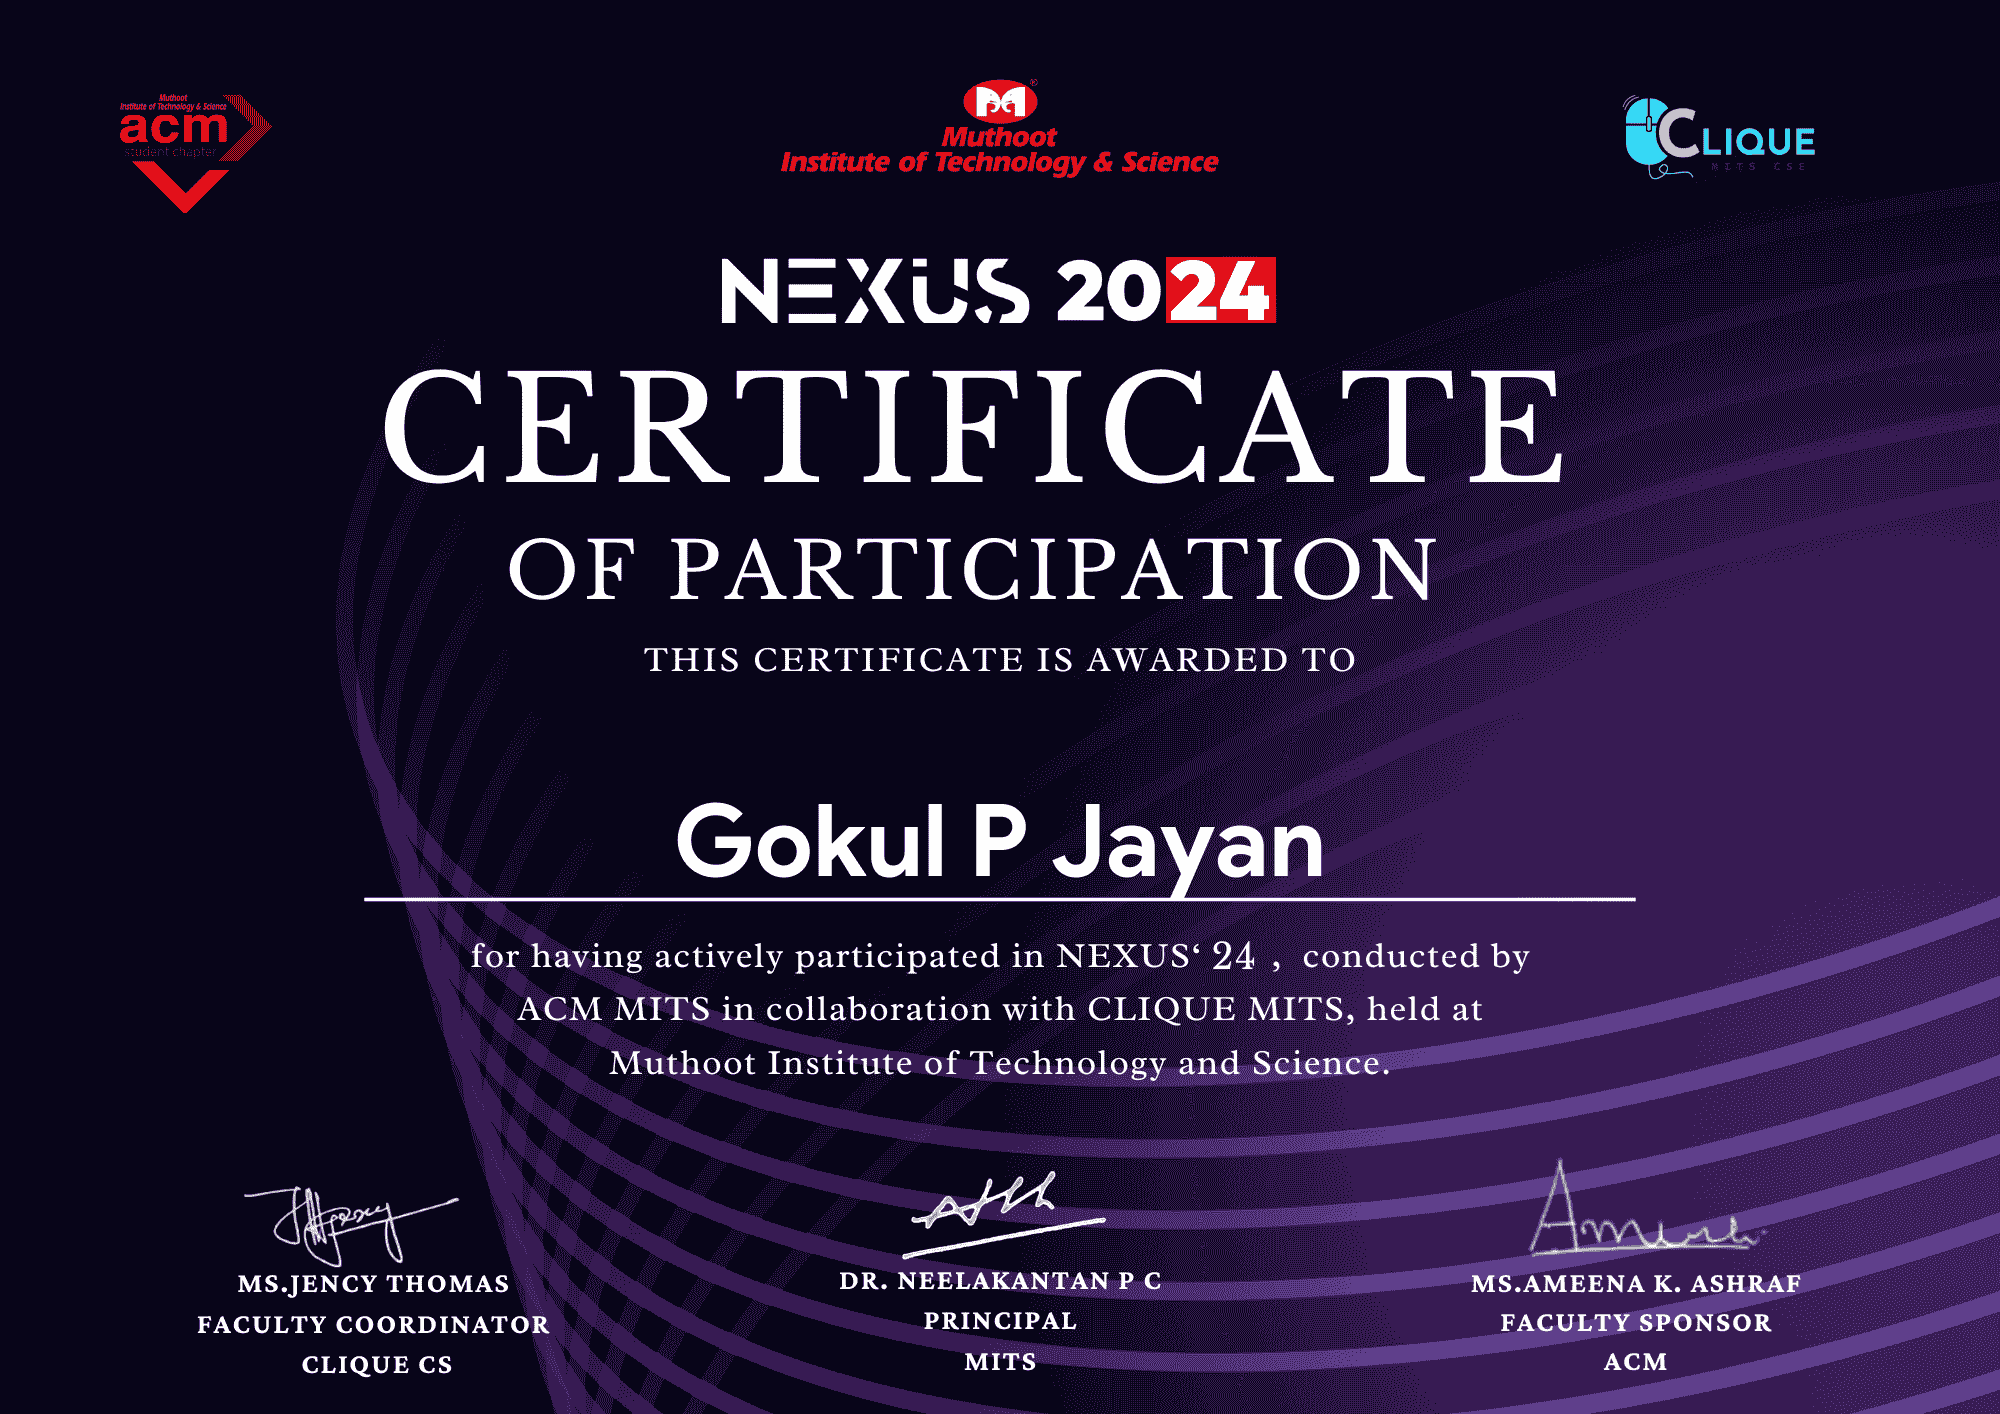 Muthoot
Institute of Technology & Science
acm
student chapter
Muthoot
Institute of Technology & Science
CLIQUE
MITS CSE
NEXUS 2024
CERTIFICATE
OF PARTICIPATION
THIS CERTIFICATE IS AWARDED TO
Gokul P Jayan
for having actively participated in NEXUS‘ 24 , conducted by
ACM MITS in collaboration with CLIQUE MITS, held at
Muthoot Institute of Technology and Science.
MS.JENCY THOMAS
FACULTY COORDINATOR
CLIQUE CS
DR. NEELAKANTAN P C
PRINCIPAL
MITS
MS.AMEENA K. ASHRAF
FACULTY SPONSOR
ACM